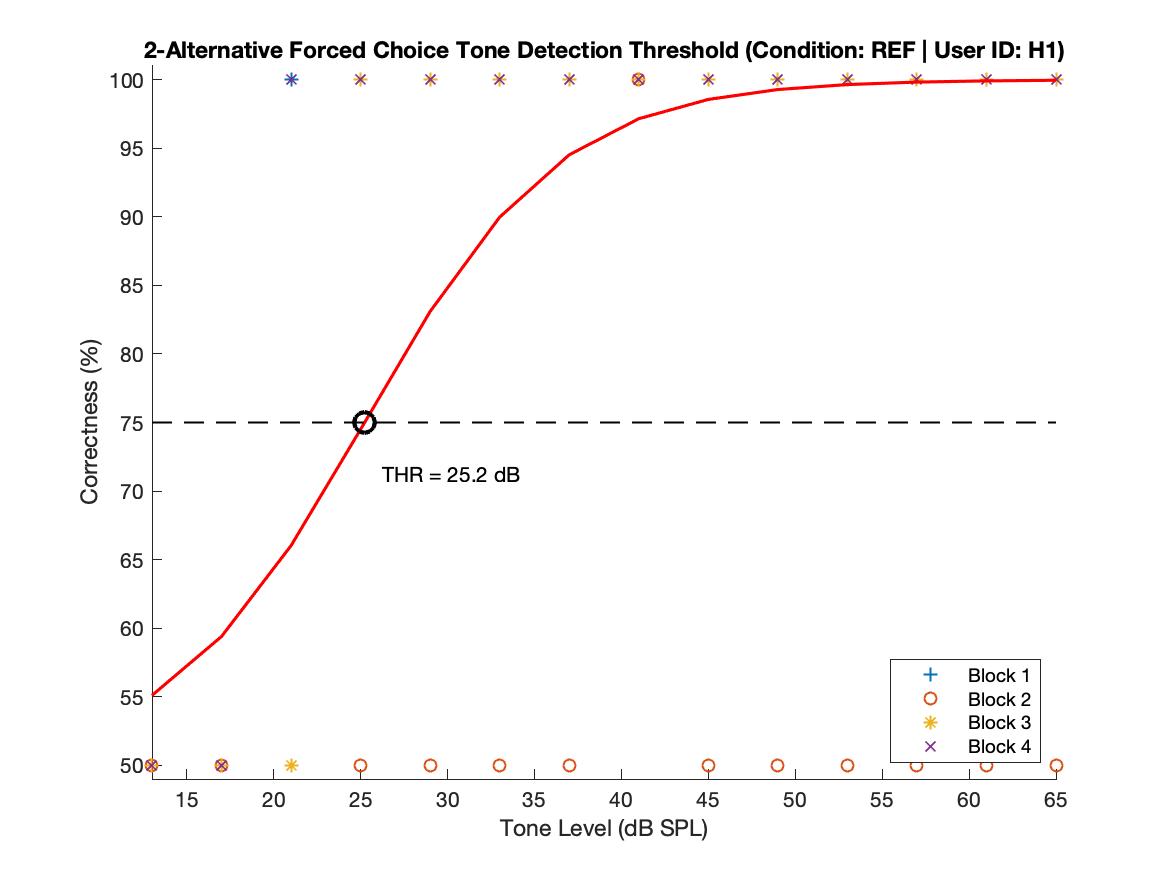 2-Alternative Forced Choice Tone Detection Threshold (Condition: REF | User ID: H1)
100
95
90
85
80
75
70
65
60
55
50
Correctness (%)
THR = 25.2 dB
Block 1
Block 2
Block 3
Block 4
15 20 25 30 35 40 45 50 55 60 65
Tone Level (dB SPL)